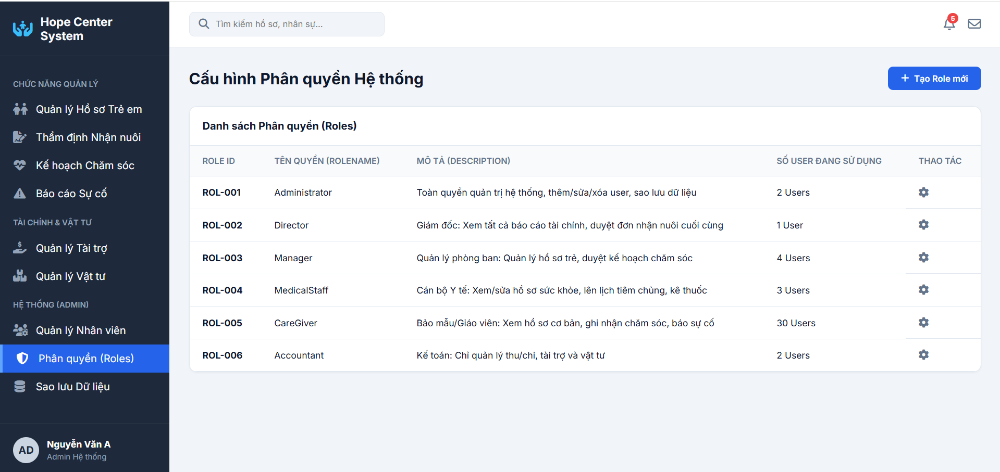 Hope Center
System
CHỨC NĂNG QUẢN LÝ
Quản lý Hồ sơ Trẻ em
Thẩm định Nhận nuôi
Kế hoạch Chăm sóc
Báo cáo Sự cố
TÀI CHÍNH & VẬT TƯ
Quản lý Tài trợ
Quản lý Vật tư
HỆ THỐNG (ADMIN)
Quản lý Nhân viên
Phân quyền (Roles)
Sao lưu Dữ liệu
AD
Nguyễn Văn A
Admin Hệ thống
Tìm kiếm hồ sơ, nhân sự...
5
Cấu hình Phân quyền Hệ thống
+ Tạo Role mới
Danh sách Phân quyền (Roles)
ROLE ID TÊN QUYỀN (ROLENAME) MÔ TẢ (DESCRIPTION) SỐ USER ĐANG SỬ DỤNG THAO TÁC
ROL-001 Administrator Toàn quyền quản trị hệ thống, thêm/sửa/xóa user, sao lưu dữ liệu 2 Users
ROL-002 Director Giám đốc: Xem tất cả báo cáo tài chính, duyệt đơn nhận nuôi cuối cùng 1 User
ROL-003 Manager Quản lý phòng ban: Quản lý hồ sơ trẻ, duyệt kế hoạch chăm sóc 4 Users
ROL-004 MedicalStaff Cán bộ Y tế: Xem/sửa hồ sơ sức khỏe, lên lịch tiêm chủng, kê thuốc 3 Users
ROL-005 CareGiver Bảo mẫu/Giáo viên: Xem hồ sơ cơ bản, ghi nhận chăm sóc, báo sự cố 30 Users
ROL-006 Accountant Kế toán: Chỉ quản lý thu/chi, tài trợ và vật tư 2 Users